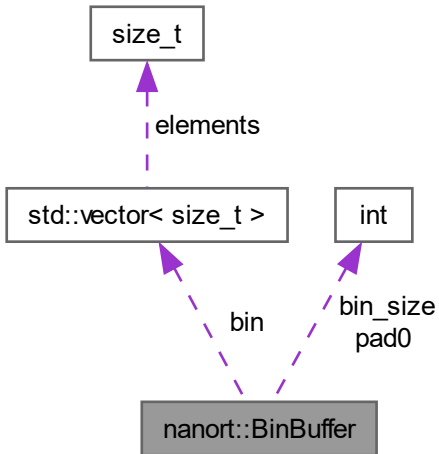 size_t
elements
std::vector< size_t >
int
bin
bin_size
pad0
nanort::BinBuffer